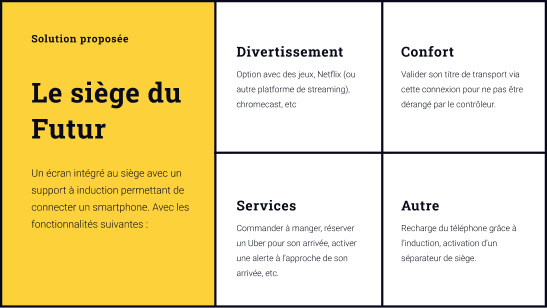 Solution proposée
Le siège du
Futur
Un écran intégré au siège avec un
support à induction permettant de
connecter un smartphone. Avec les
fonctionnalités suivantes :
Divertissement
Option avec des jeux, Netflix (ou
autre platforme de streaming),
chromecast, etc
Confort
Valider son titre de transport via
cette connexion pour ne pas être
dérangé par le contrôleur.
Services
Commander à manger, réserver
un Uber pour son arrivée, activer
une alerte à l'approche de son
arrivée, etc.
Autre
Recharge du téléphone grâce à
l'induction, activation d'un
séparateur de siège.